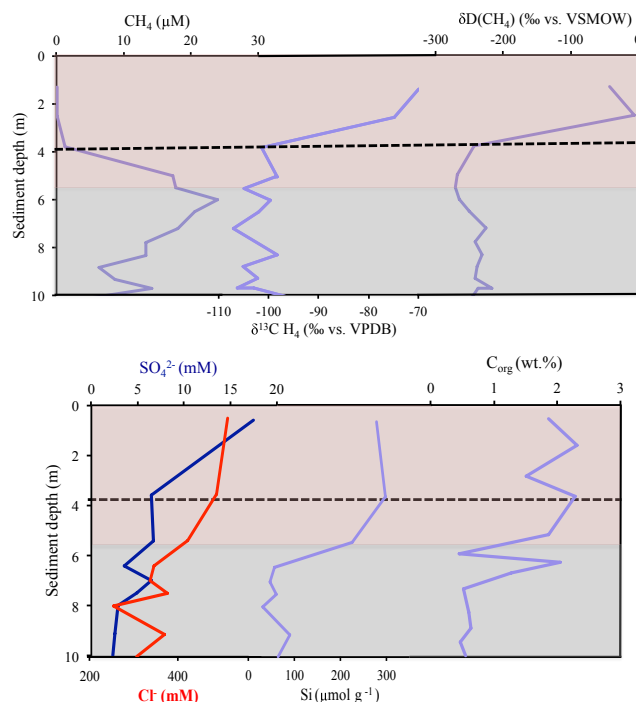 CH₄ (µM) δD(CH₄) (‰ vs. VSMOW)
0 10 20 30 -300 -200 -100 0
0
2
4
6
8
10
Sediment depth (m)
-110 -100 -90 -80 -70
δ¹³C H₄ (‰ vs. VPDB)
SO₄²⁻ (mM) C_org (wt.%)
0 5 10 15 20 0 1 2 3
0
2
4
6
8
10
Sediment depth (m)
200 400 0 100 200 300
Cl⁻ (mM) Si (µmol g⁻¹)